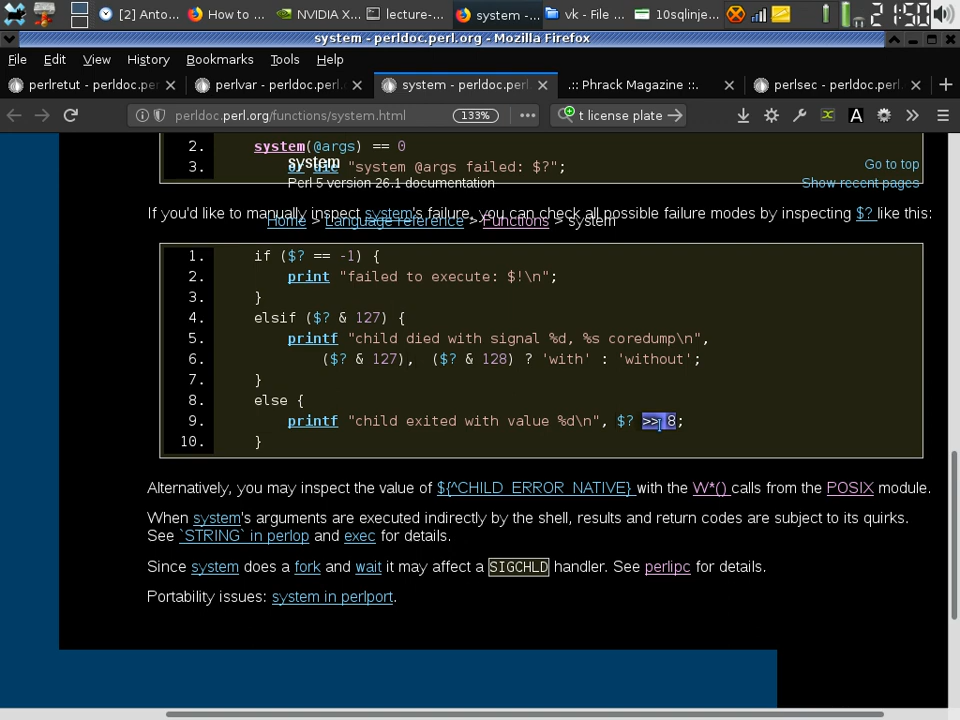 [2] Anto...
How to ...
NVIDIA X...
lecture-...
system -...
vk - File ...
10sqlinje...
21:50
system - perldoc.perl.org - Mozilla Firefox
File Edit View History Bookmarks Tools Help
perlretut - perldoc.pe
perlvar - perldoc.perl.
system - perldoc.perl
.:: Phrack Magazine ::.
perlsec - perldoc.perl
perldoc.perl.org/functions/system.html
133%
t license plate
2. system(@args) == 0
3. or die "system @args failed: $?";
system
Perl 5 version 26.1 documentation
Go to top
Show recent pages
If you'd like to manually inspect system's failure, you can check all possible failure modes by inspecting $? like this:
Home > Language reference > Functions > system
1. if ($? == -1) {
2. print "failed to execute: $!\n";
3. }
4. elsif ($? & 127) {
5. printf "child died with signal %d, %s coredump\n",
6. ($? & 127), ($? & 128) ? 'with' : 'without';
7. }
8. else {
9. printf "child exited with value %d\n", $? >> 8;
10. }
Alternatively, you may inspect the value of ${^CHILD_ERROR_NATIVE} with the W*() calls from the POSIX module.
When system's arguments are executed indirectly by the shell, results and return codes are subject to its quirks.
See `STRING` in perlop and exec for details.
Since system does a fork and wait it may affect a SIGCHLD handler. See perlipc for details.
Portability issues: system in perlport.